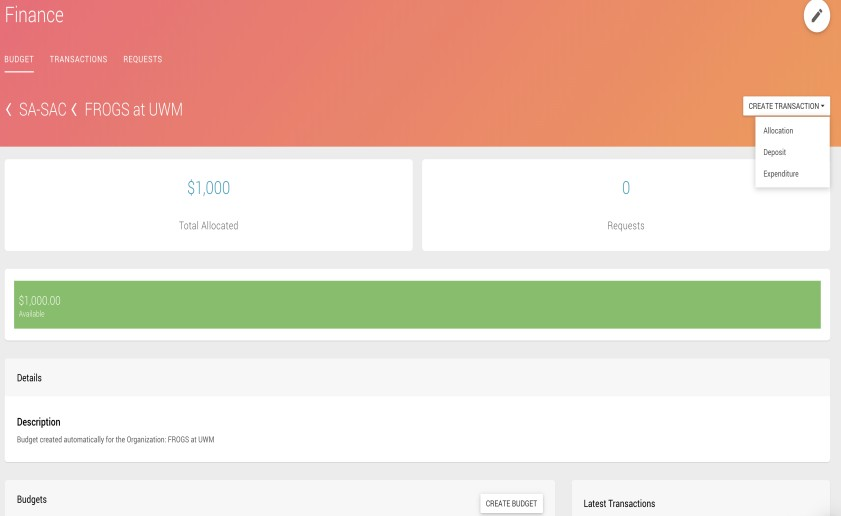 Finance
BUDGET TRANSACTIONS REQUESTS
SA-SAC FROGS at UWM
CREATE TRANSACTION
Allocation
Deposit
Expenditure
$1,000
Total Allocated
0
Requests
$1,000.00
Available
Details
Description
Budget created automatically for the Organization: FROGS at UWM
Budgets
CREATE BUDGET
Latest Transactions